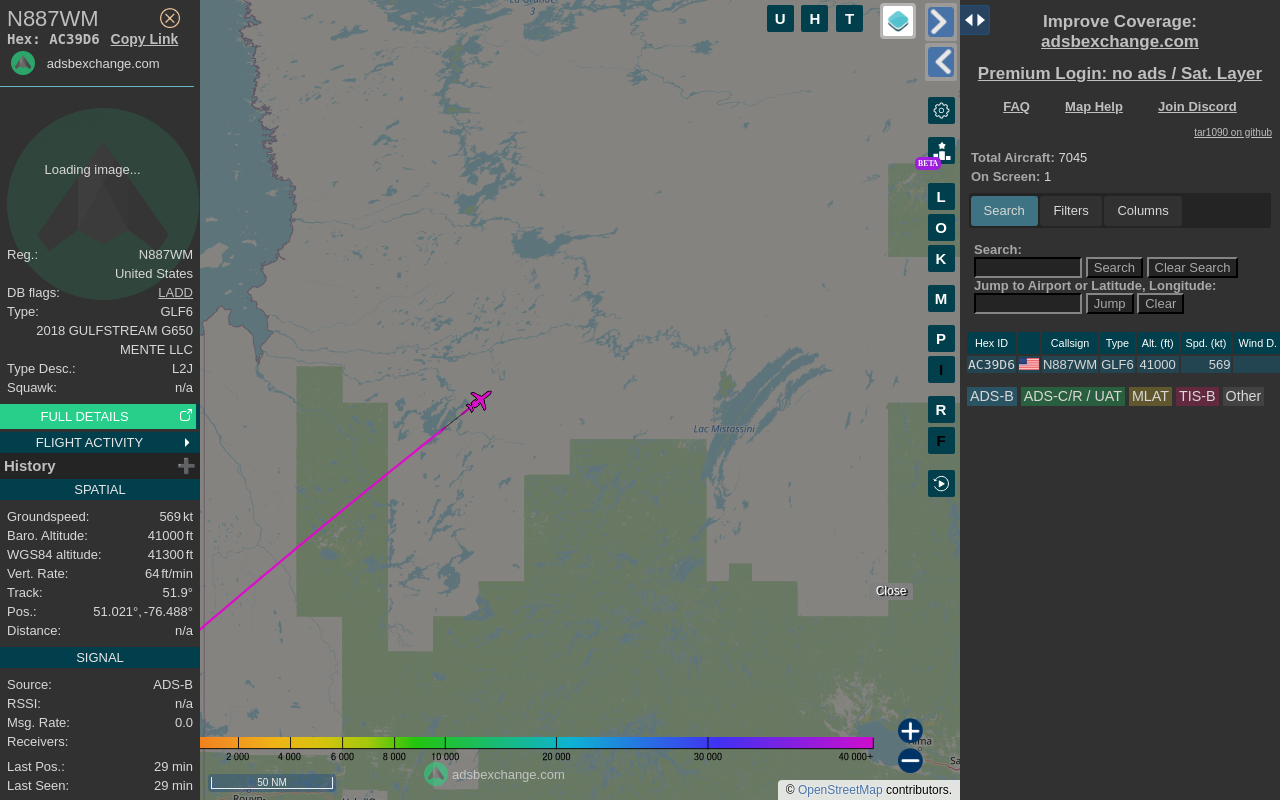 N887WM
Hex: AC39D6 Copy Link
adsbexchange.com
Loading image...
Reg.: N887WM
United States
DB flags: LADD
Type: GLF6
2018 GULFSTREAM G650
MENTE LLC
Type Desc.: L2J
Squawk: n/a
FULL DETAILS
FLIGHT ACTIVITY
History
SPATIAL
Groundspeed: 569 kt
Baro. Altitude: 41000 ft
WGS84 altitude: 41300 ft
Vert. Rate: 64 ft/min
Track: 51.9°
Pos.: 51.021°, -76.488°
Distance: n/a
SIGNAL
Source: ADS-B
RSSI: n/a
Msg. Rate: 0.0
Receivers:
Last Pos.: 29 min
Last Seen: 29 min
3
U H T
BETA
L
O
K
M
P
I
R
F
Lac Mistassini
Close
2 000 4 000 6 000 8 000 10 000 20 000 30 000 40 000+
50 NM
adsbexchange.com
Alma
© OpenStreetMap contributors.
Improve Coverage:
adsbexchange.com
Premium Login: no ads / Sat. Layer
FAQ Map Help Join Discord
tar1090 on github
Total Aircraft: 7045
On Screen: 1
Search Filters Columns
Search:
Search Clear Search
Jump to Airport or Latitude, Longitude:
Jump Clear
Hex ID Callsign Type Alt. (ft) Spd. (kt) Wind D.
AC39D6 N887WM GLF6 41000 569
ADS-B ADS-C/R / UAT MLAT TIS-B Other